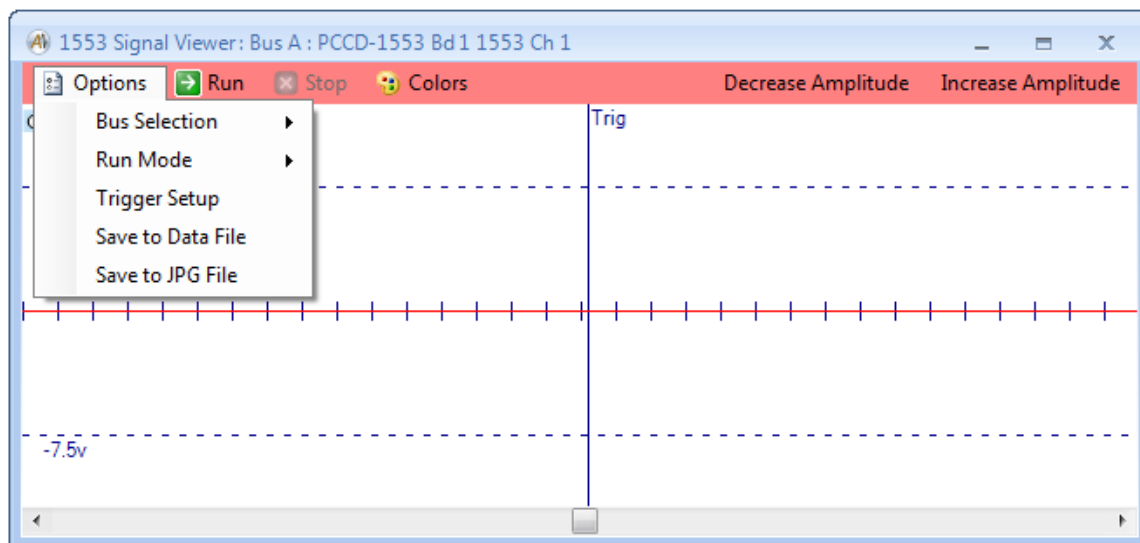 1553 Signal Viewer: Bus A : PCCD-1553 Bd 1 1553 Ch 1
Options Run Stop Colors Decrease Amplitude Increase Amplitude
Bus Selection
Trig
Run Mode
Trigger Setup
Save to Data File
Save to JPG File
-7.5v